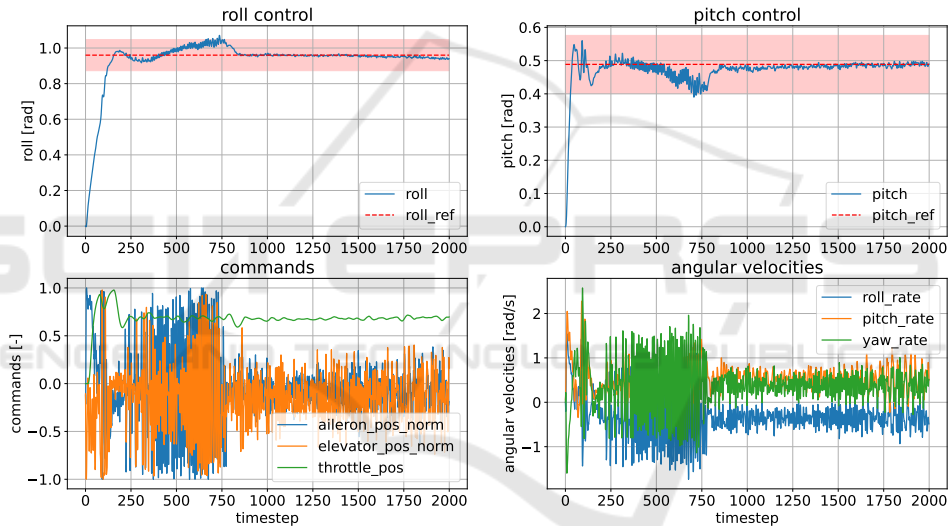 roll control
roll [rad]
1.0
0.8
0.6
0.4
0.2
0.0
roll
roll_ref
0 250 500 750 1000 1250 1500 1750 2000
pitch control
pitch [rad]
0.6
0.5
0.4
0.3
0.2
0.1
0.0
pitch
pitch_ref
0 250 500 750 1000 1250 1500 1750 2000
commands
commands [-]
1.0
0.5
0.0
−0.5
−1.0
aileron_pos_norm
elevator_pos_norm
throttle_pos
0 250 500 750 1000 1250 1500 1750 2000
timestep
angular velocities
angular velocities [rad/s]
2
1
0
−1
roll_rate
pitch_rate
yaw_rate
0 250 500 750 1000 1250 1500 1750 2000
timestep
SCITEPRESS